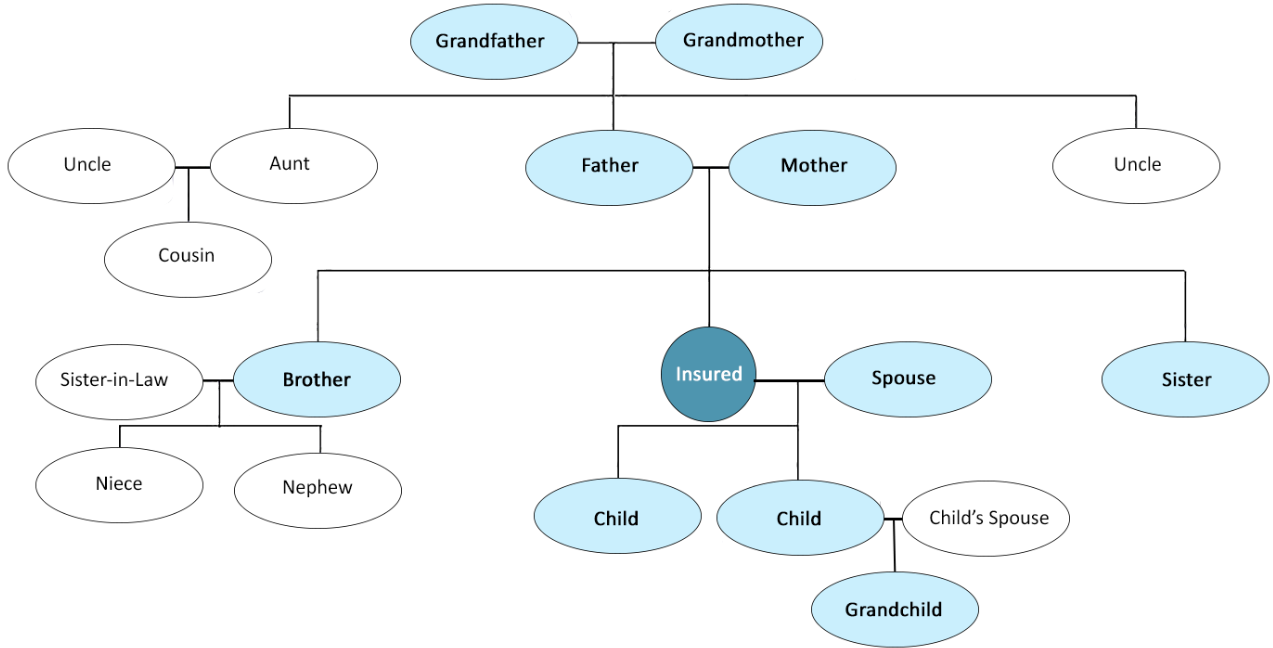 Grandfather
Grandmother
Uncle
Aunt
Father
Mother
Uncle
Cousin
Sister-in-Law
Brother
Insured
Spouse
Sister
Niece
Nephew
Child
Child
Child’s Spouse
Grandchild